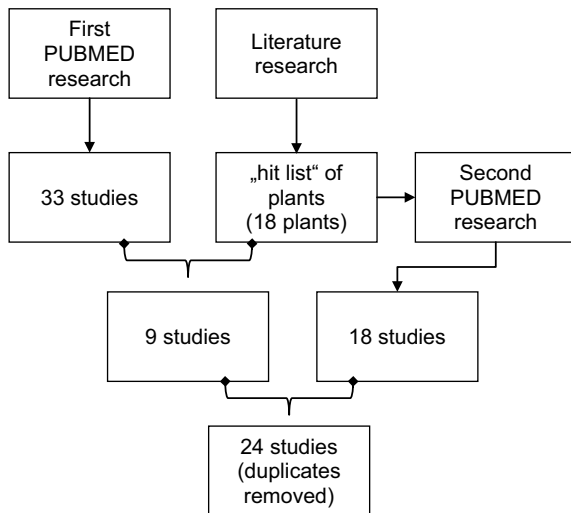 First
PUBMED
research
Literature
research
33 studies
„hit list“ of
plants
(18 plants)
Second
PUBMED
research
9 studies
18 studies
24 studies
(duplicates
removed)